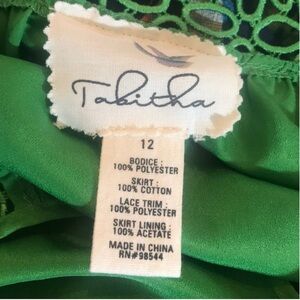 Tabitha
12
BODICE :
100% POLYESTER
SKIRT :
100% COTTON
LACE TRIM :
100% POLYESTER
SKIRT LINING :
100% ACETATE
MADE IN CHINA
RN#98544